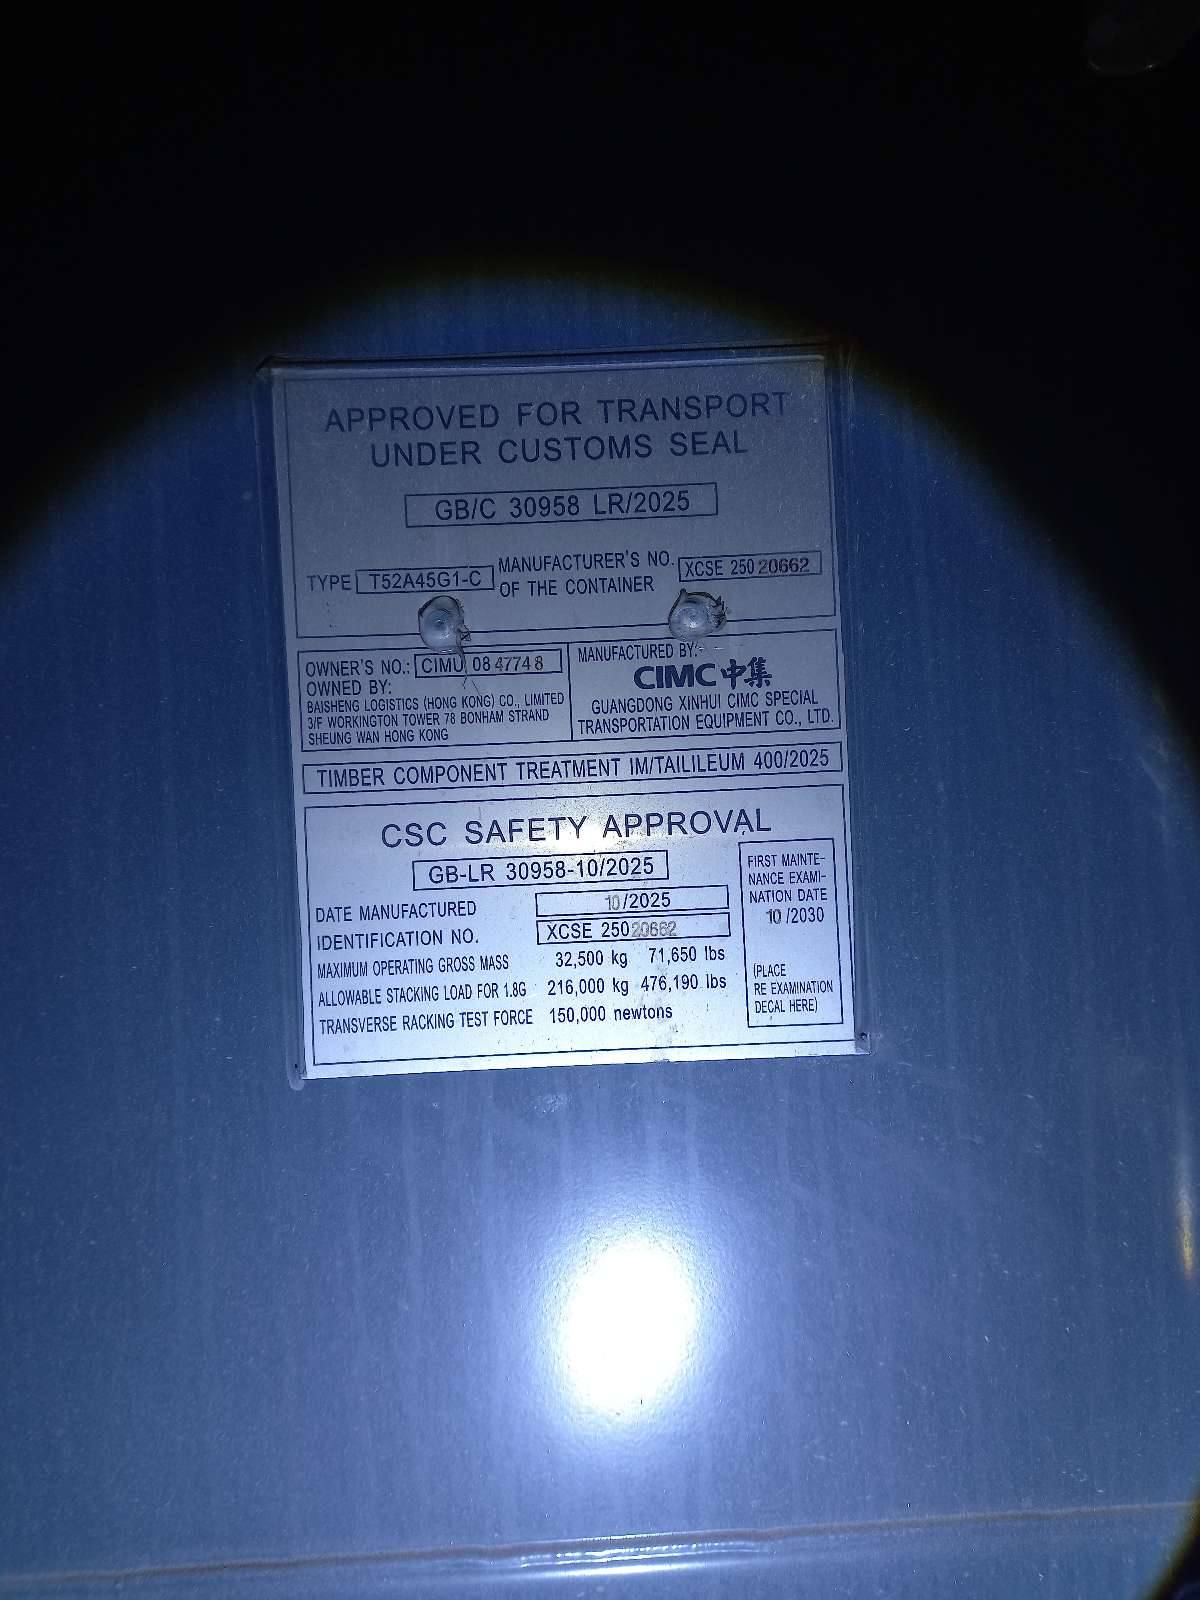 APPROVED FOR TRANSPORT
UNDER CUSTOMS SEAL
GB/C 30958 LR/2025
TYPE T52A45G1-C
MANUFACTURER'S NO.
OF THE CONTAINER
XCSE 250 20662
OWNER'S NO.: CIMU 0847748
OWNED BY:
BAISHENG LOGISTICS (HONG KONG) CO., LIMITED
3/F WORKINGTON TOWER 78 BONHAM STRAND
SHEUNG WAN HONG KONG
MANUFACTURED BY:
CIMC中集
GUANGDONG XINHUI CIMC SPECIAL
TRANSPORTATION EQUIPMENT CO., LTD.
TIMBER COMPONENT TREATMENT IM/TAILILEUM 400/2025
CSC SAFETY APPROVAL
GB-LR 30958-10/2025
DATE MANUFACTURED 10/2025
IDENTIFICATION NO. XCSE 25020662
MAXIMUM OPERATING GROSS MASS 32,500 kg 71,650 lbs
ALLOWABLE STACKING LOAD FOR 1.8G 216,000 kg 476,190 lbs
TRANSVERSE RACKING TEST FORCE 150,000 newtons
FIRST MAINTE-
NANCE EXAMI-
NATION DATE
10 /2030
(PLACE
RE EXAMINATION
DECAL HERE)